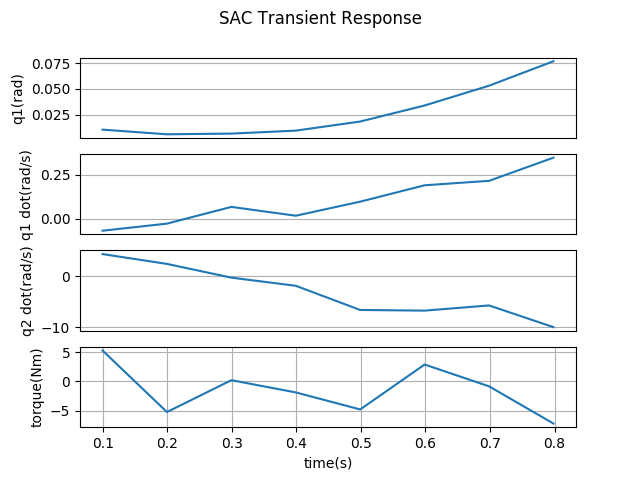 SAC Transient Response
q1(rad)
0.075
0.050
0.025
q1 dot(rad/s)
0.25
0.00
q2 dot(rad/s)
0
−10
torque(Nm)
5
0
−5
0.1 0.2 0.3 0.4 0.5 0.6 0.7 0.8
time(s)